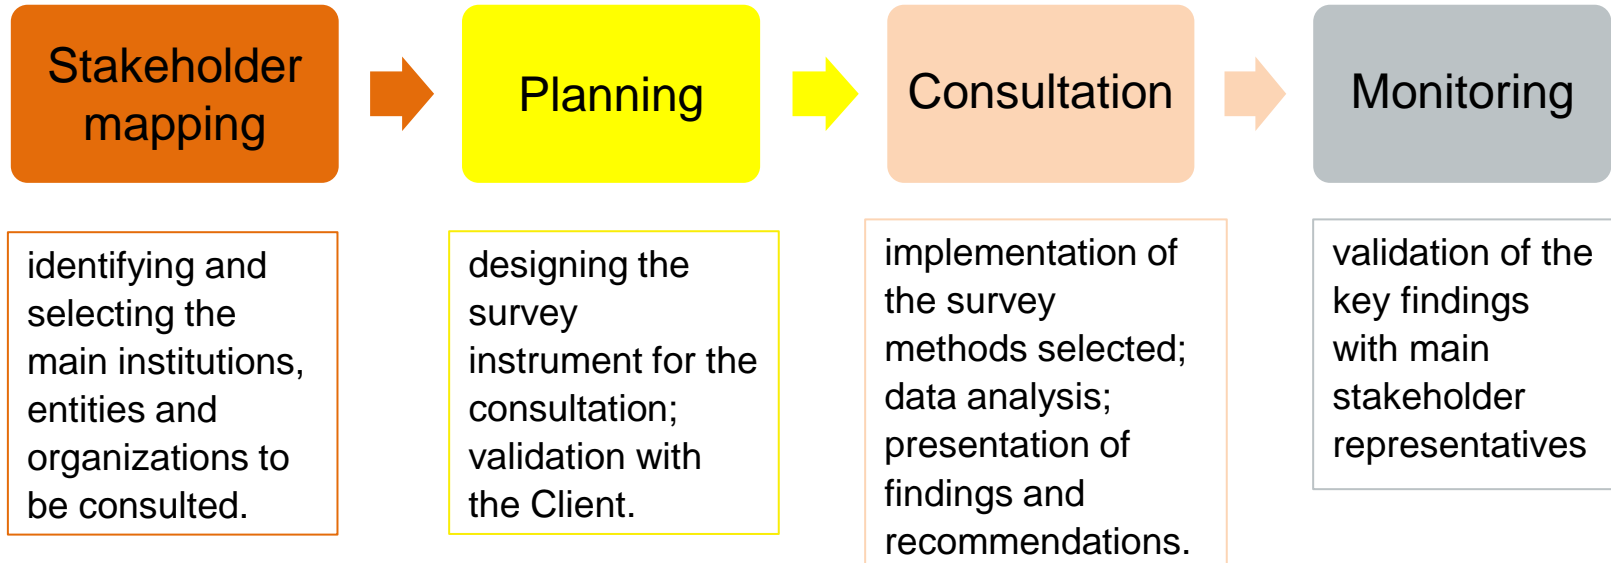 Stakeholder
mapping
Planning
Consultation
Monitoring
identifying and
selecting the
main institutions,
entities and
organizations to
be consulted.
designing the
survey
instrument for the
consultation;
validation with
the Client.
implementation of
the survey
methods selected;
data analysis;
presentation of
findings and
recommendations.
validation of the
key findings
with main
stakeholder
representatives